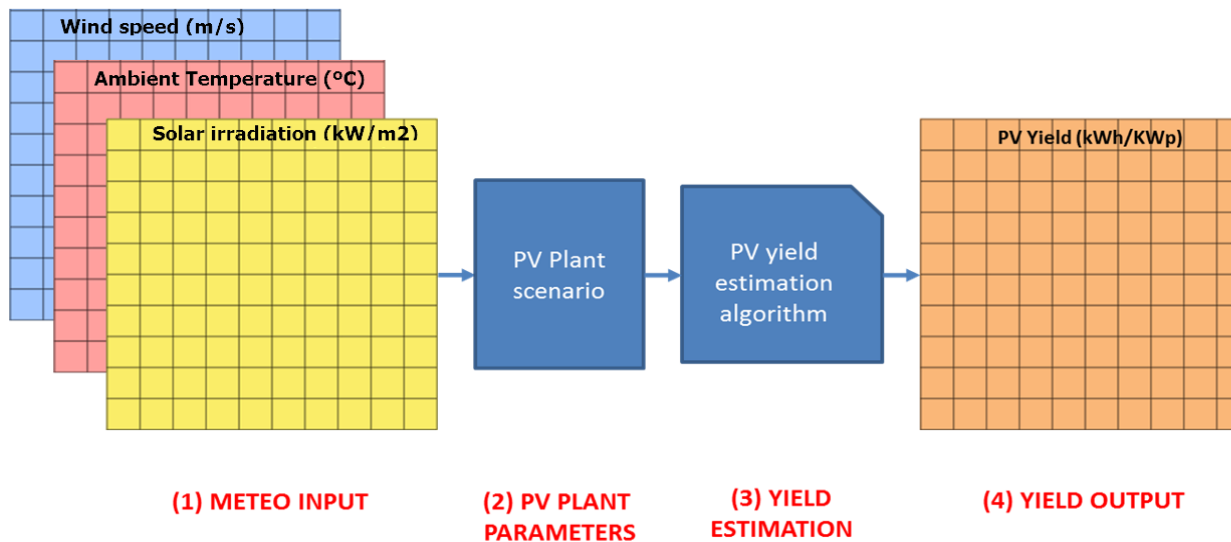 Wind speed (m/s)
Ambient Temperature (ºC)
Solar irradiation (kW/m2)
PV Plant
scenario
PV yield
estimation
algorithm
PV Yield (kWh/KWp)
(1) METEO INPUT
(2) PV PLANT
PARAMETERS
(3) YIELD
ESTIMATION
(4) YIELD OUTPUT